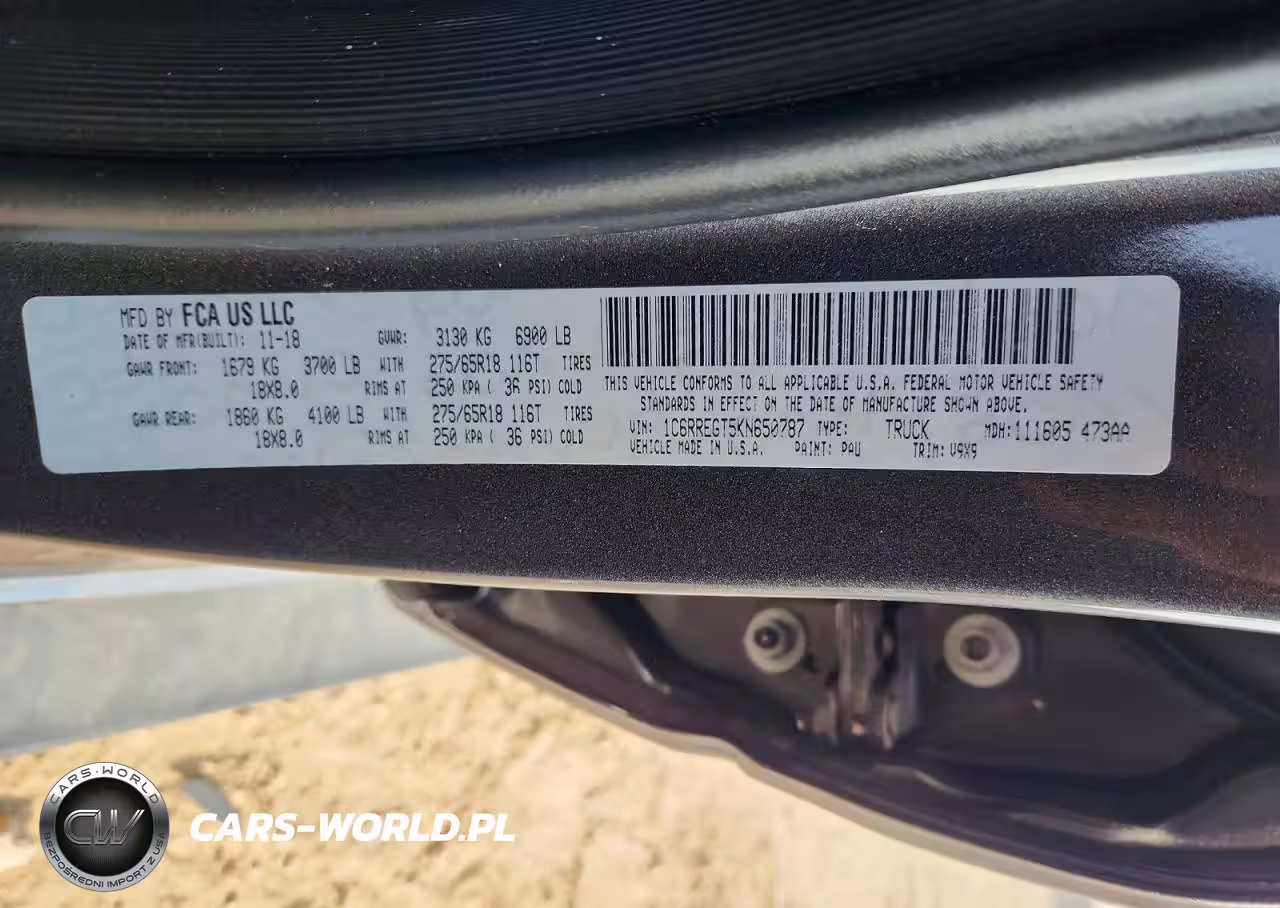 MFD BY FCA US LLC
DATE OF MFR(BUILT): 11-18 GVWR: 3130 KG 6900 LB
GAWR FRONT: 1679 KG 3700 LB WITH 275/65R18 116T TIRES
18X8.0 RIMS AT 250 KPA ( 36 PSI) COLD
GAWR REAR: 1860 KG 4100 LB WITH 275/65R18 116T TIRES
18X8.0 RIMS AT 250 KPA ( 36 PSI) COLD
THIS VEHICLE CONFORMS TO ALL APPLICABLE U.S.A. FEDERAL MOTOR VEHICLE SAFETY
STANDARDS IN EFFECT ON THE DATE OF MANUFACTURE SHOWN ABOVE.
VIN: 1C6RREGT5KN650787 TYPE: TRUCK MDH:111605 473AA
VEHICLE MADE IN U.S.A. PAINT: PAU TRIM: V9X9
CARS-WORLD
CW
BEZPOŚREDNI IMPORT Z USA
CARS-WORLD.PL